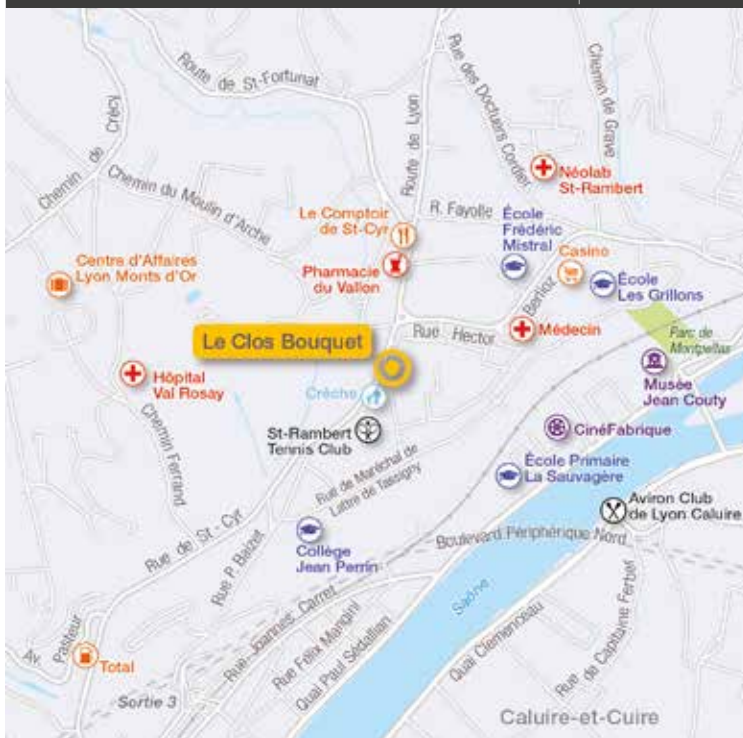 Route de St-Fortunat
Route de Lyon
Rue des Docteurs Cordier
Chemin de Grave
Chemin de Crécy
Chemin du Moulin d'Arche
Néolab
St-Rambert
Le Comptoir
de St-Cyr
R. Fayolle
École
Frédéric
Mistral
Casino
Centre d'Affaires
Lyon Monts d'Or
Pharmacie
du Vallon
École
Les Grillons
Berlioz
Rue Hector
Médecin
Parc de
Montpellas
Le Clos Bouquet
Hôpital
Val Rosay
Crèche
Musée
Jean Couty
Chemin Ferrand
St-Rambert
Tennis Club
CinéFabrique
Rue de Maréchal de
Lattre de Tassigny
École Primaire
La Sauvagère
Aviron Club
de Lyon Caluire
Rue de St-Cyr
Rue P. Baizet
Collège
Jean Perrin
Boulevard Périphérique Nord
Saône
Av. Pasteur
Total
Rue Joannès Carret
Rue Félix Mangini
Quai Paul Sédallian
Quai Clemenceau
Rue de Capitaine Ferber
Sortie 3
Caluire-et-Cuire